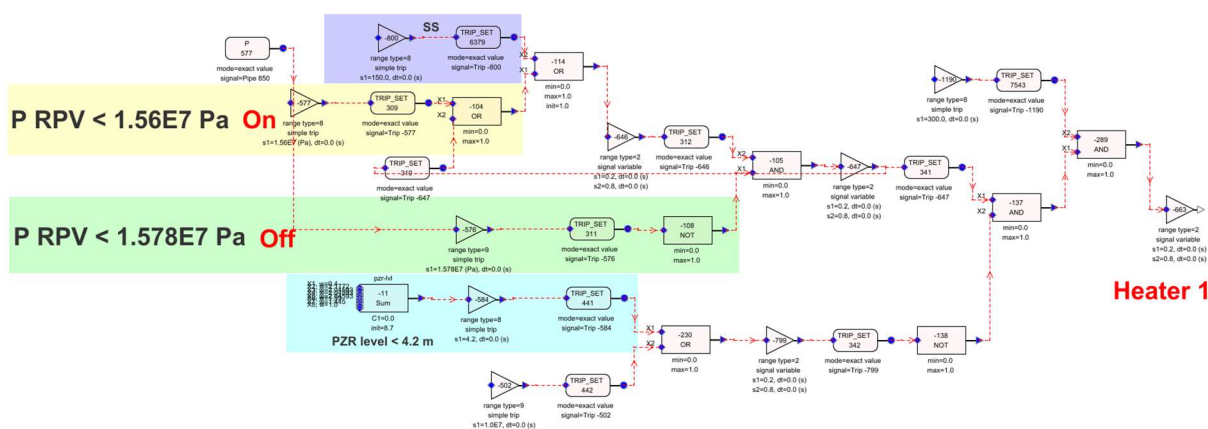 SS
P
577
mode=exact value
signal=Pipe 850
-800
range type=8
simple trip
s1=150.0, dt=0.0 (s)
TRIP_SET
6379
mode=exact value
signal=Trip -800
X2
X1
-114
OR
min=0.0
max=1.0
init=1.0
P RPV < 1.56E7 Pa On
-577
range type=8
simple trip
s1=1.56E7 (Pa), dt=0.0 (s)
TRIP_SET
309
mode=exact value
signal=Trip -577
X1
X2
-104
OR
min=0.0
max=1.0
TRIP_SET
310
mode=exact value
signal=Trip -647
-646
range type=2
signal variable
s1=0.2, dt=0.0 (s)
s2=0.8, dt=0.0 (s)
TRIP_SET
312
mode=exact value
signal=Trip -646
X2
X1
-105
AND
min=0.0
max=1.0
-647
range type=2
signal variable
s1=0.2, dt=0.0 (s)
s2=0.8, dt=0.0 (s)
TRIP_SET
341
mode=exact value
signal=Trip -647
-1190
range type=8
simple trip
s1=300.0, dt=0.0 (s)
TRIP_SET
7543
mode=exact value
signal=Trip -1190
X2
X1
-289
AND
min=0.0
max=1.0
X1
X2
-137
AND
min=0.0
max=1.0
-663
range type=2
signal variable
s1=0.2, dt=0.0 (s)
s2=0.8, dt=0.0 (s)
Heater 1
P RPV < 1.578E7 Pa Off
-576
range type=9
simple trip
s1=1.578E7 (Pa), dt=0.0 (s)
TRIP_SET
311
mode=exact value
signal=Trip -576
-108
NOT
min=0.0
max=1.0
pzr-lvl
-11
Sum
C1=0.0
init=8.7
PZR level < 4.2 m
-584
range type=8
simple trip
s1=4.2, dt=0.0 (s)
TRIP_SET
441
mode=exact value
signal=Trip -584
X1
X2
-230
OR
min=0.0
max=1.0
-799
range type=2
signal variable
s1=0.2, dt=0.0 (s)
s2=0.8, dt=0.0 (s)
TRIP_SET
342
mode=exact value
signal=Trip -799
-138
NOT
min=0.0
max=1.0
-502
range type=9
simple trip
s1=1.0E7, dt=0.0 (s)
TRIP_SET
442
mode=exact value
signal=Trip -502